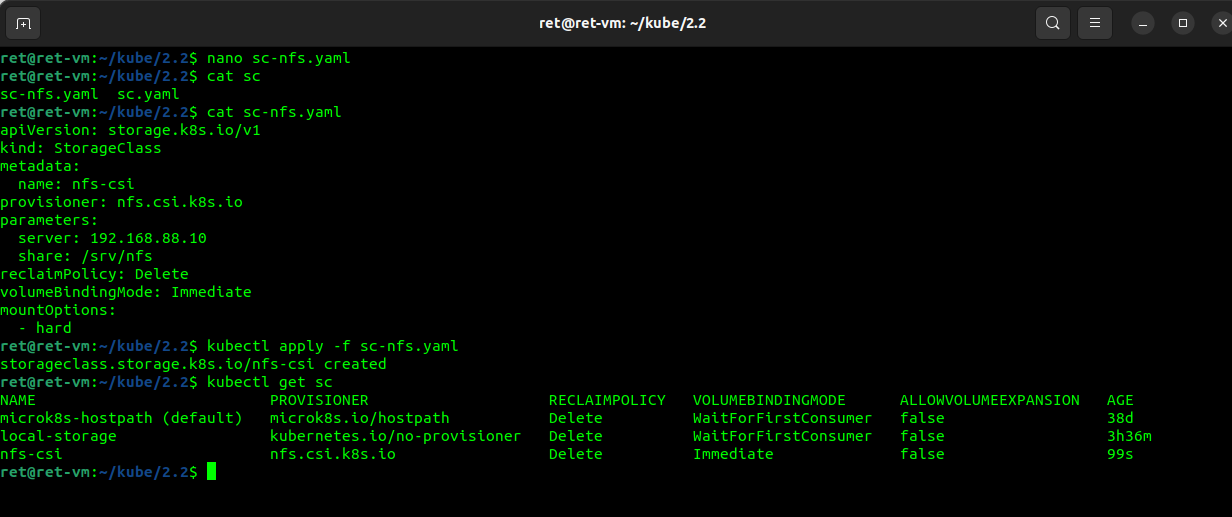 ret@ret-vm: ~/kube/2.2
ret@ret-vm:~/kube/2.2$ nano sc-nfs.yaml
ret@ret-vm:~/kube/2.2$ cat sc
sc-nfs.yaml  sc.yaml
ret@ret-vm:~/kube/2.2$ cat sc-nfs.yaml
apiVersion: storage.k8s.io/v1
kind: StorageClass
metadata:
  name: nfs-csi
provisioner: nfs.csi.k8s.io
parameters:
  server: 192.168.88.10
  share: /srv/nfs
reclaimPolicy: Delete
volumeBindingMode: Immediate
mountOptions:
  - hard
ret@ret-vm:~/kube/2.2$ kubectl apply -f sc-nfs.yaml
storageclass.storage.k8s.io/nfs-csi created
ret@ret-vm:~/kube/2.2$ kubectl get sc
NAME                          PROVISIONER                    RECLAIMPOLICY   VOLUMEBINDINGMODE      ALLOWVOLUMEEXPANSION   AGE
microk8s-hostpath (default)   microk8s.io/hostpath           Delete          WaitForFirstConsumer   false                  38d
local-storage                 kubernetes.io/no-provisioner   Delete          WaitForFirstConsumer   false                  3h36m
nfs-csi                       nfs.csi.k8s.io                 Delete          Immediate              false                  99s
ret@ret-vm:~/kube/2.2$